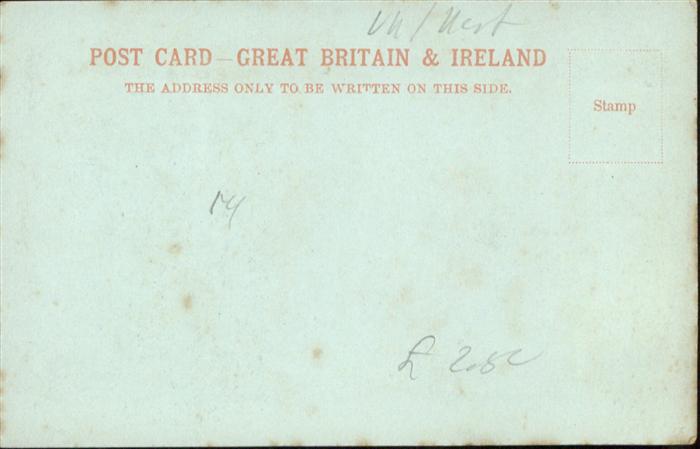 POST CARD—GREAT BRITAIN & IRELAND
THE ADDRESS ONLY TO BE WRITTEN ON THIS SIDE.
Stamp
£